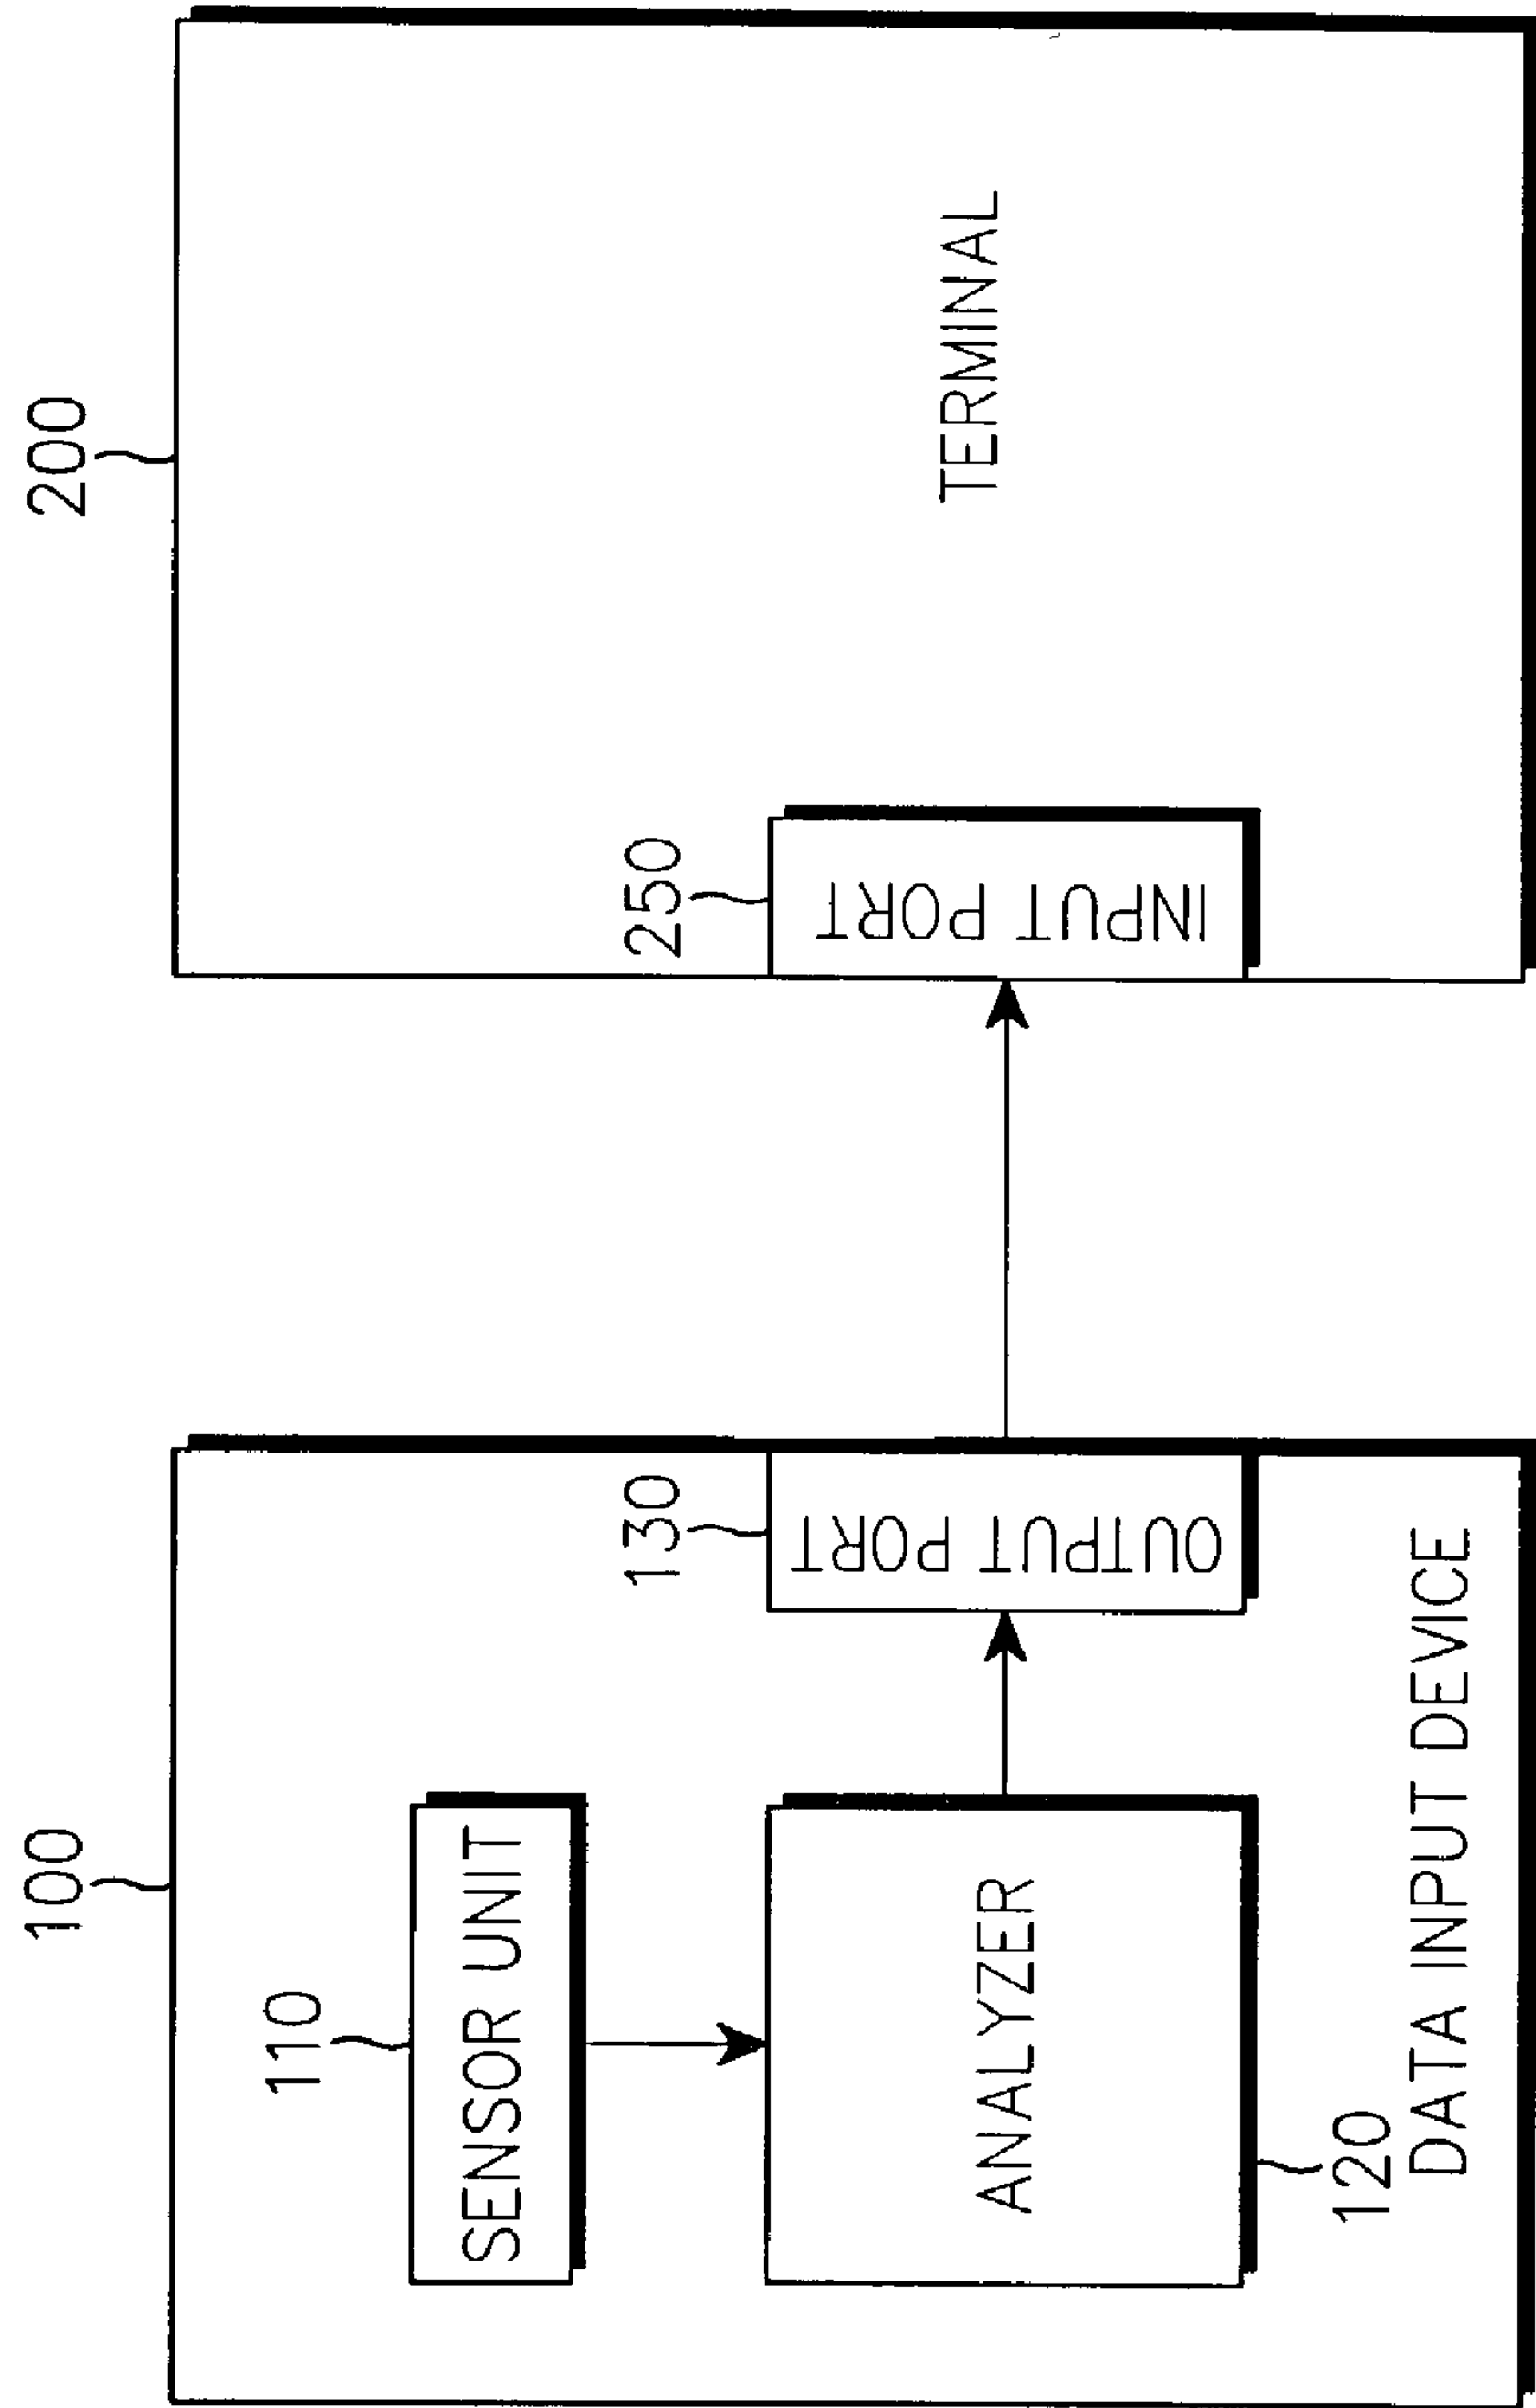 100
200
110
SENSOR UNIT
130
250
ANALYZER
OUTPUT PORT
INPUT PORT
TERMINAL
120
DATA INPUT DEVICE